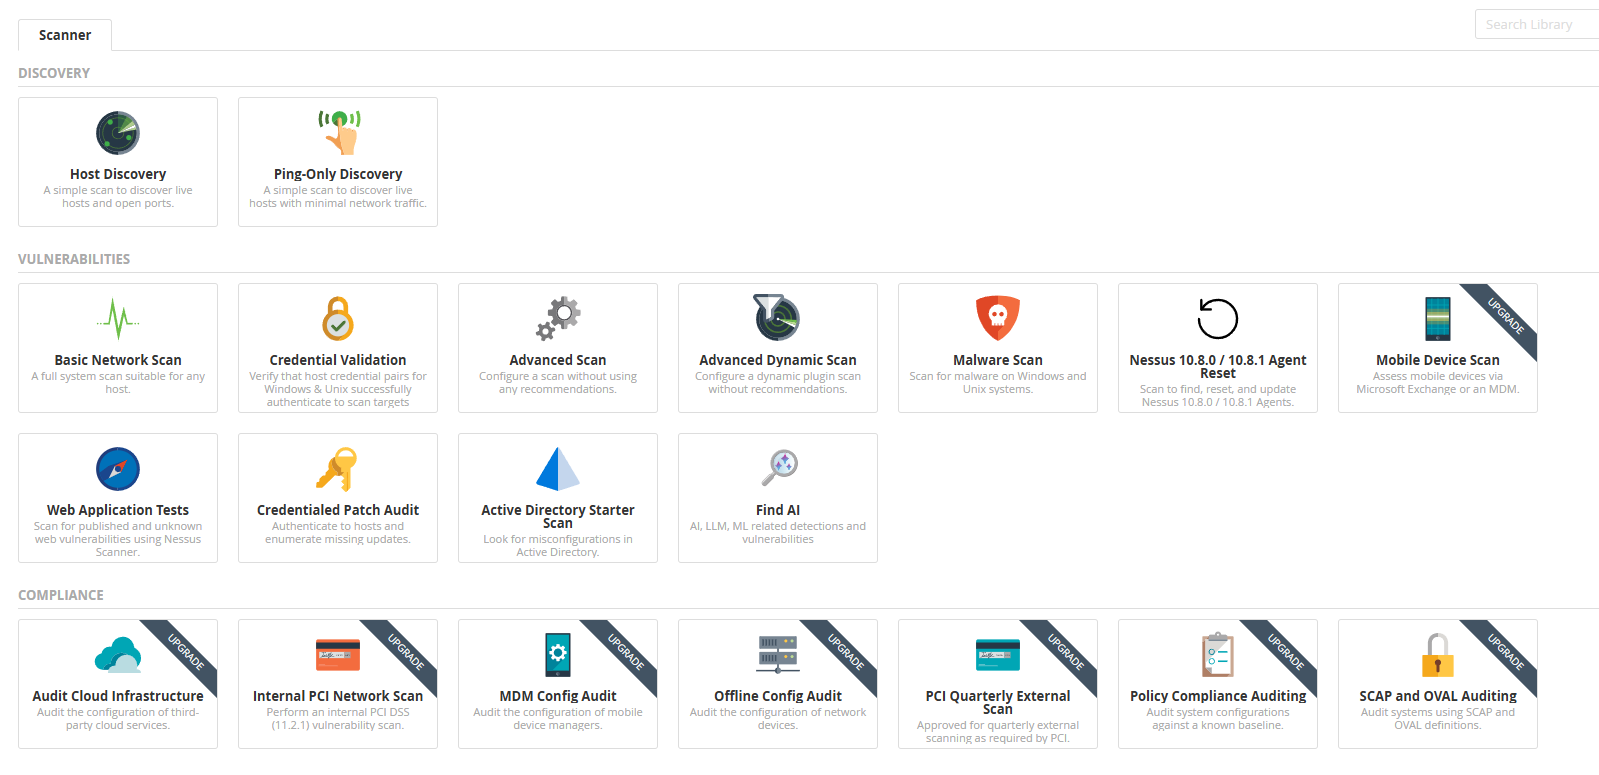 Scanner
Search Library
DISCOVERY
Host Discovery
A simple scan to discover live
hosts and open ports.
Ping-Only Discovery
A simple scan to discover live
hosts with minimal network traffic.
VULNERABILITIES
Basic Network Scan
A full system scan suitable for any
host.
Credential Validation
Verify that host credential pairs for
Windows & Unix successfully
authenticate to scan targets
Advanced Scan
Configure a scan without using
any recommendations.
Advanced Dynamic Scan
Configure a dynamic plugin scan
without recommendations.
Malware Scan
Scan for malware on Windows and
Unix systems.
Nessus 10.8.0 / 10.8.1 Agent
Reset
Scan to find, reset, and update
Nessus 10.8.0 / 10.8.1 Agents.
UPGRADE
Mobile Device Scan
Assess mobile devices via
Microsoft Exchange or an MDM.
Web Application Tests
Scan for published and unknown
web vulnerabilities using Nessus
Scanner.
Credentialed Patch Audit
Authenticate to hosts and
enumerate missing updates.
Active Directory Starter
Scan
Look for misconfigurations in
Active Directory.
Find AI
AI, LLM, ML related detections and
vulnerabilities
COMPLIANCE
UPGRADE
Audit Cloud Infrastructure
Audit the configuration of third-
party cloud services.
UPGRADE
Internal PCI Network Scan
Perform an internal PCI DSS
(11.2.1) vulnerability scan.
UPGRADE
MDM Config Audit
Audit the configuration of mobile
device managers.
UPGRADE
Offline Config Audit
Audit the configuration of network
devices.
UPGRADE
PCI Quarterly External
Scan
Approved for quarterly external
scanning as required by PCI.
UPGRADE
Policy Compliance Auditing
Audit system configurations
against a known baseline.
UPGRADE
SCAP and OVAL Auditing
Audit systems using SCAP and
OVAL definitions.